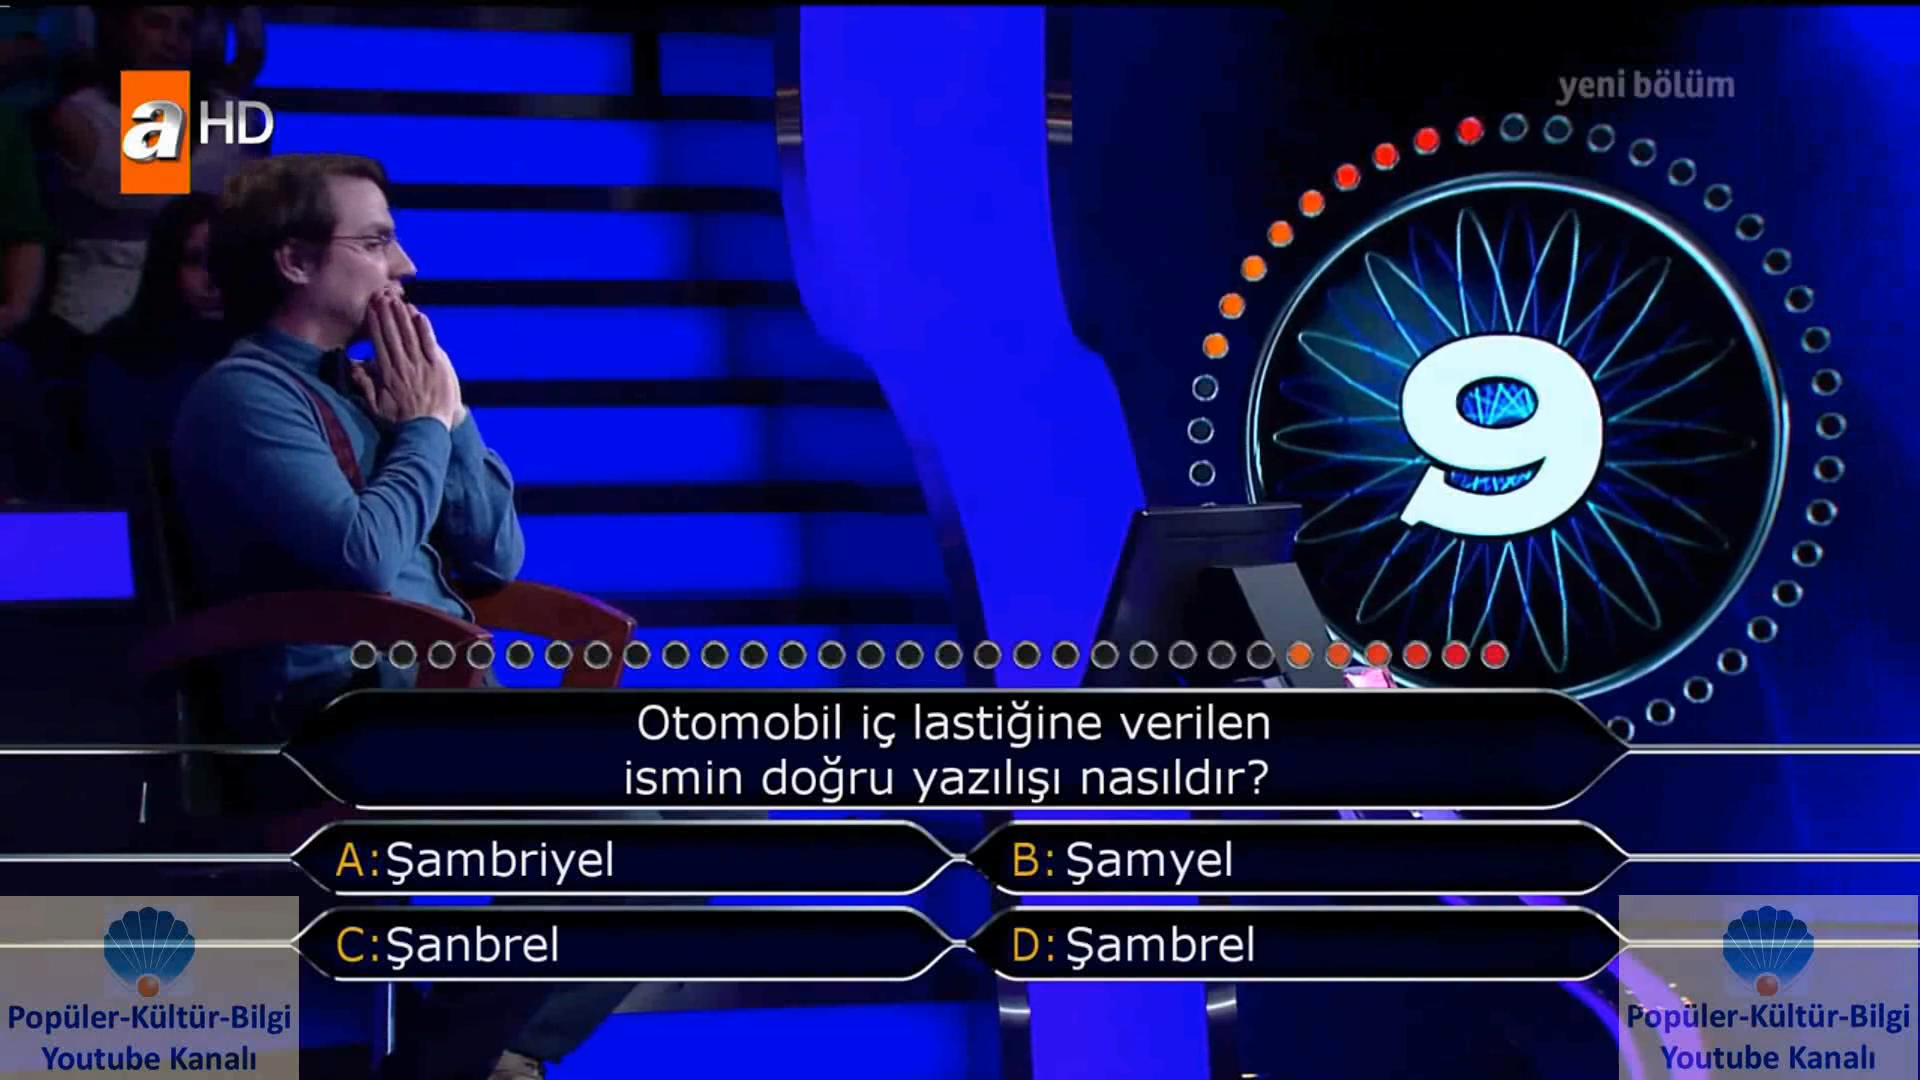 a HD
yeni bölüm
9
Otomobil iç lastiğine verilen
ismin doğru yazılışı nasıldır?
A:Şambriyel
B: Şamyel
C:Şanbrel
D:Şambrel
Popüler-Kültür-Bilgi
Youtube Kanalı
Popüler-Kültür-Bilgi
Youtube Kanalı